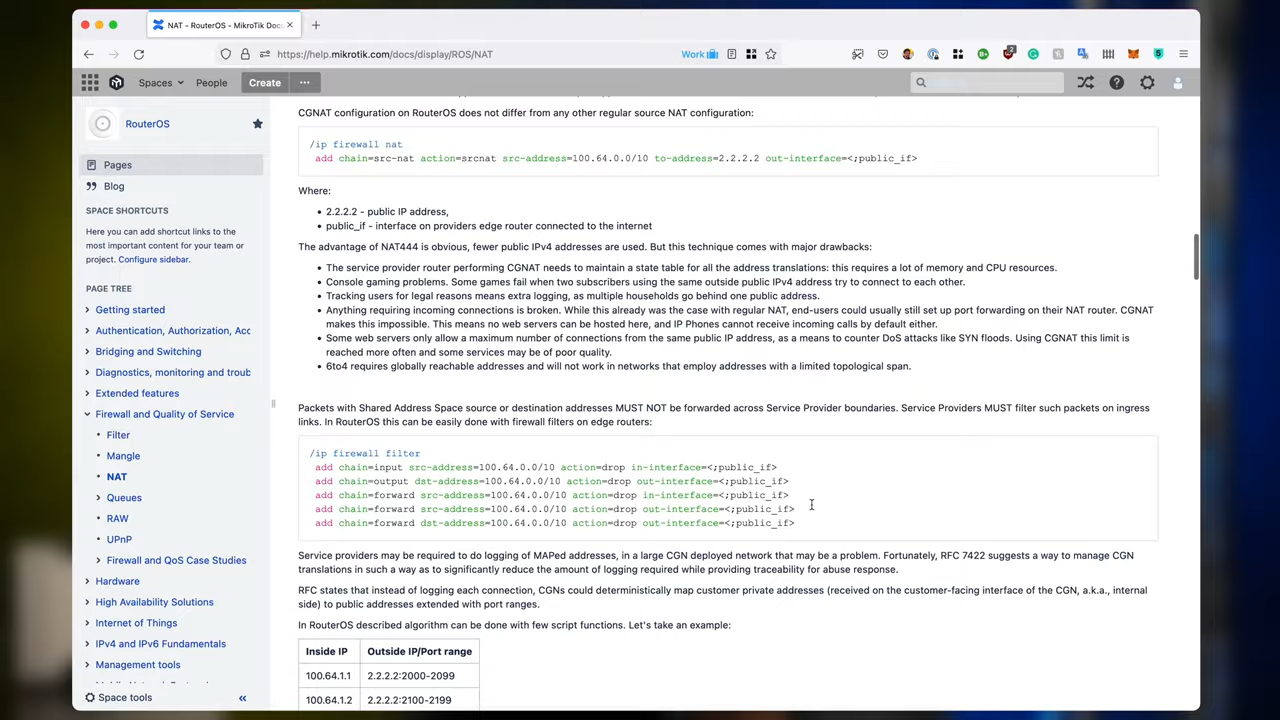 NAT - RouterOS - MikroTik Doc
https://help.mikrotik.com/docs/display/ROS/NAT
Work
2
5
Spaces
People
Create
RouterOS
Pages
Blog
SPACE SHORTCUTS
Here you can add shortcut links to the
most important content for your team or
project. Configure sidebar.
PAGE TREE
Getting started
Authentication, Authorization, Acc
Bridging and Switching
Diagnostics, monitoring and troub
Extended features
Firewall and Quality of Service
Filter
Mangle
NAT
Queues
RAW
UPnP
Firewall and QoS Case Studies
Hardware
High Availability Solutions
Internet of Things
IPv4 and IPv6 Fundamentals
Management tools
Space tools
CGNAT configuration on RouterOS does not differ from any other regular source NAT configuration:
/ip firewall nat
add chain=src-nat action=srcnat src-address=100.64.0.0/10 to-address=2.2.2.2 out-interface=<;public_if>
Where:
• 2.2.2.2 - public IP address,
• public_if - interface on providers edge router connected to the internet
The advantage of NAT444 is obvious, fewer public IPv4 addresses are used. But this technique comes with major drawbacks:
• The service provider router performing CGNAT needs to maintain a state table for all the address translations: this requires a lot of memory and CPU resources.
• Console gaming problems. Some games fail when two subscribers using the same outside public IPv4 address try to connect to each other.
• Tracking users for legal reasons means extra logging, as multiple households go behind one public address.
• Anything requiring incoming connections is broken. While this already was the case with regular NAT, end-users could usually still set up port forwarding on their NAT router. CGNAT
makes this impossible. This means no web servers can be hosted here, and IP Phones cannot receive incoming calls by default either.
• Some web servers only allow a maximum number of connections from the same public IP address, as a means to counter DoS attacks like SYN floods. Using CGNAT this limit is
reached more often and some services may be of poor quality.
• 6to4 requires globally reachable addresses and will not work in networks that employ addresses with a limited topological span.
Packets with Shared Address Space source or destination addresses MUST NOT be forwarded across Service Provider boundaries. Service Providers MUST filter such packets on ingress
links. In RouterOS this can be easily done with firewall filters on edge routers:
/ip firewall filter
add chain=input src-address=100.64.0.0/10 action=drop in-interface=<;public_if>
add chain=output dst-address=100.64.0.0/10 action=drop out-interface=<;public_if>
add chain=forward src-address=100.64.0.0/10 action=drop in-interface=<;public_if>
add chain=forward src-address=100.64.0.0/10 action=drop out-interface=<;public_if>
add chain=forward dst-address=100.64.0.0/10 action=drop out-interface=<;public_if>
Service providers may be required to do logging of MAPed addresses, in a large CGN deployed network that may be a problem. Fortunately, RFC 7422 suggests a way to manage CGN
translations in such a way as to significantly reduce the amount of logging required while providing traceability for abuse response.
RFC states that instead of logging each connection, CGNs could deterministically map customer private addresses (received on the customer-facing interface of the CGN, a.k.a., internal
side) to public addresses extended with port ranges.
In RouterOS described algorithm can be done with few script functions. Let's take an example:
Inside IP Outside IP/Port range
100.64.1.1 2.2.2.2:2000-2099
100.64.1.2 2.2.2.2:2100-2199